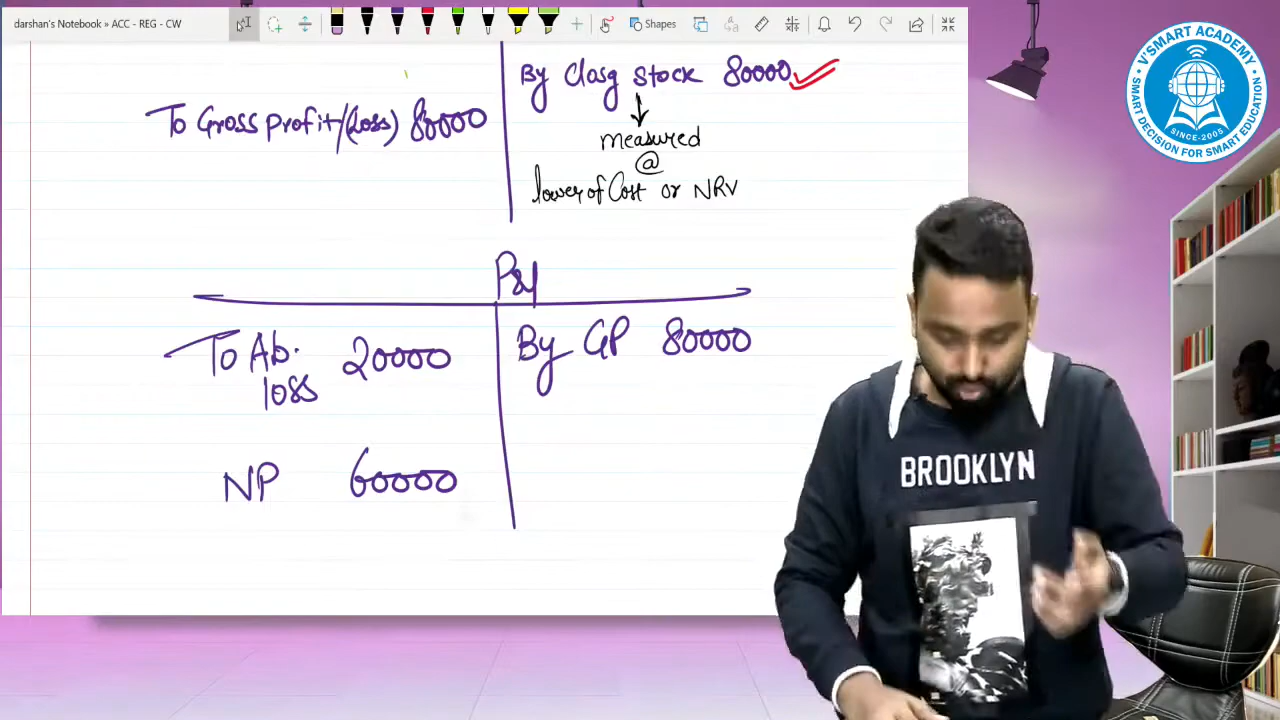 darshan's Notebook » ACC - REG - CW
Shapes
By Closg Stock 80000
To Gross profit/(Loss) 80000
measured
@
lower of Cost or NRV
P&L
To Ab. loss 20000
By GP 80000
NP 60000
V'SMART ACADEMY
SINCE-2005
SMART DECISION FOR SMART EDUCATION
BROOKLYN